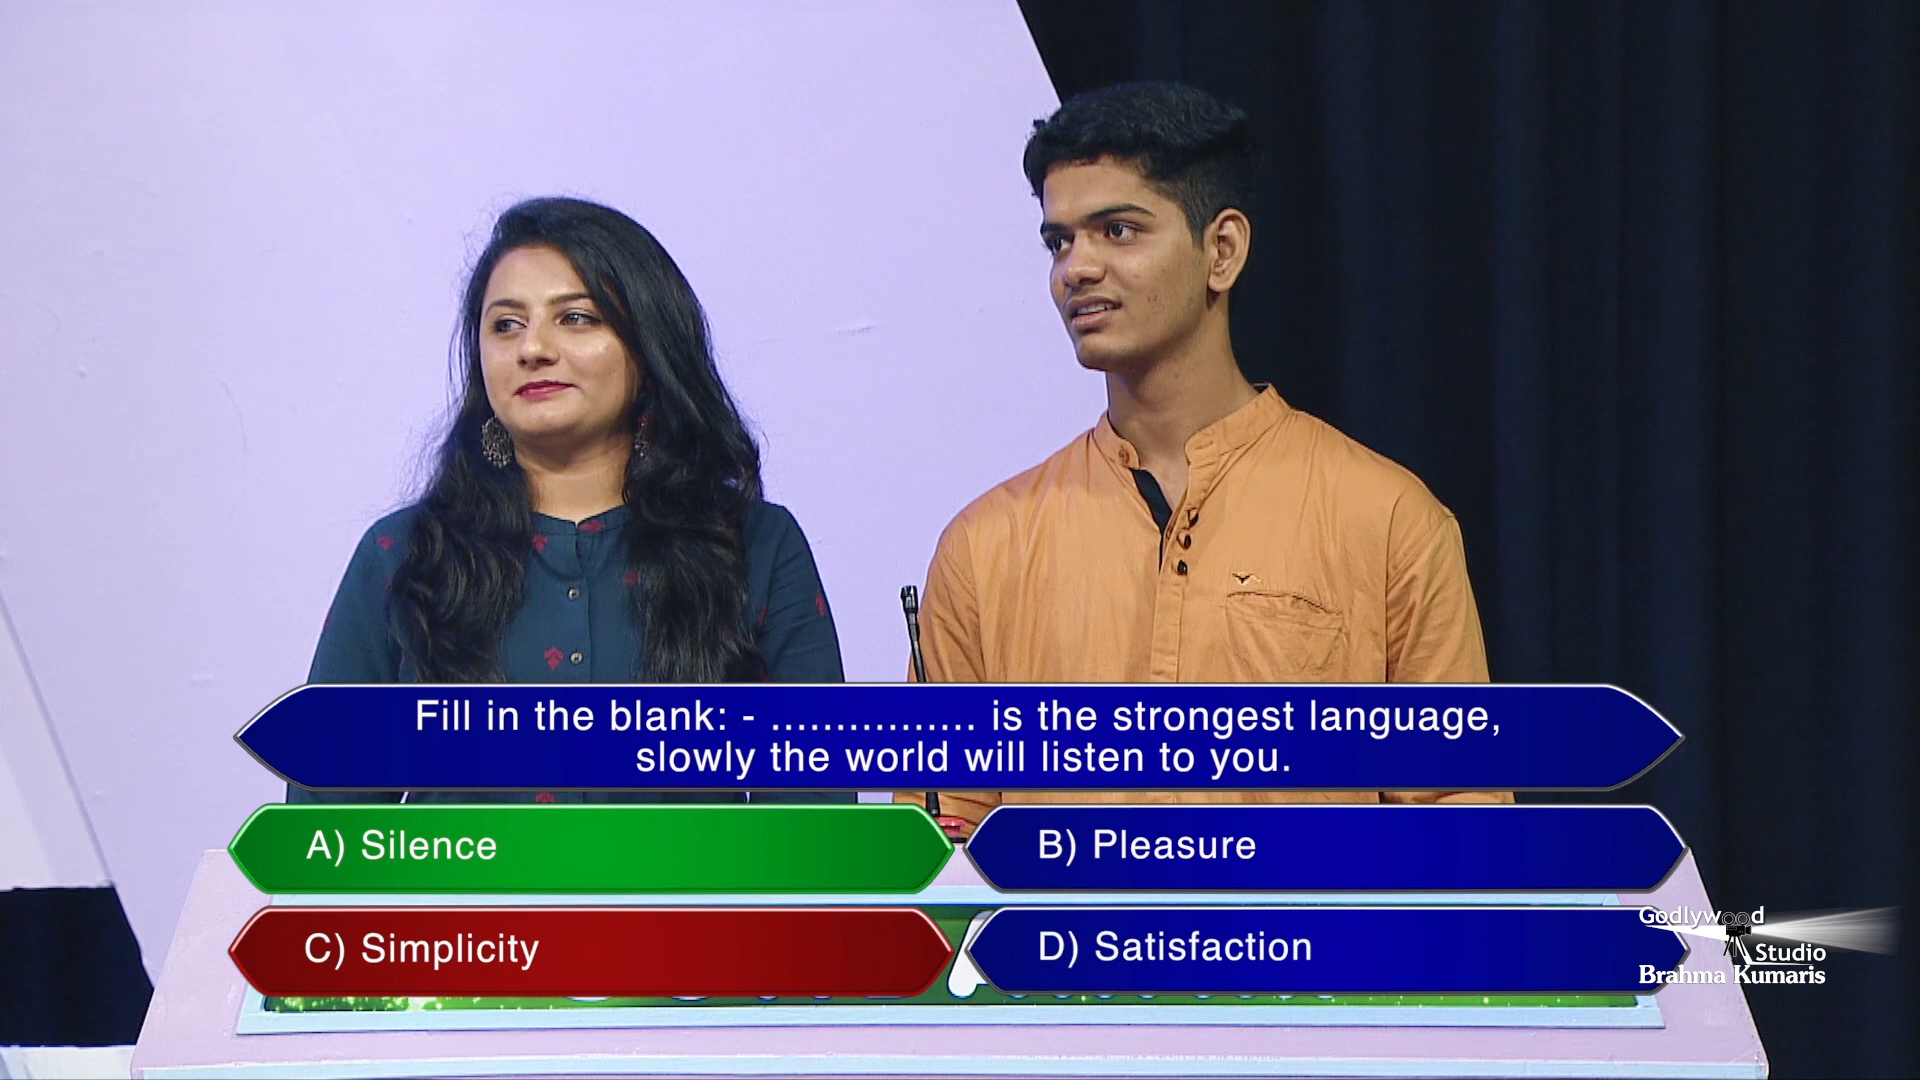 Fill in the blank: - ................ is the strongest language,
slowly the world will listen to you.
A) Silence
B) Pleasure
C) Simplicity
D) Satisfaction
Godlywood
Studio
Brahma Kumaris